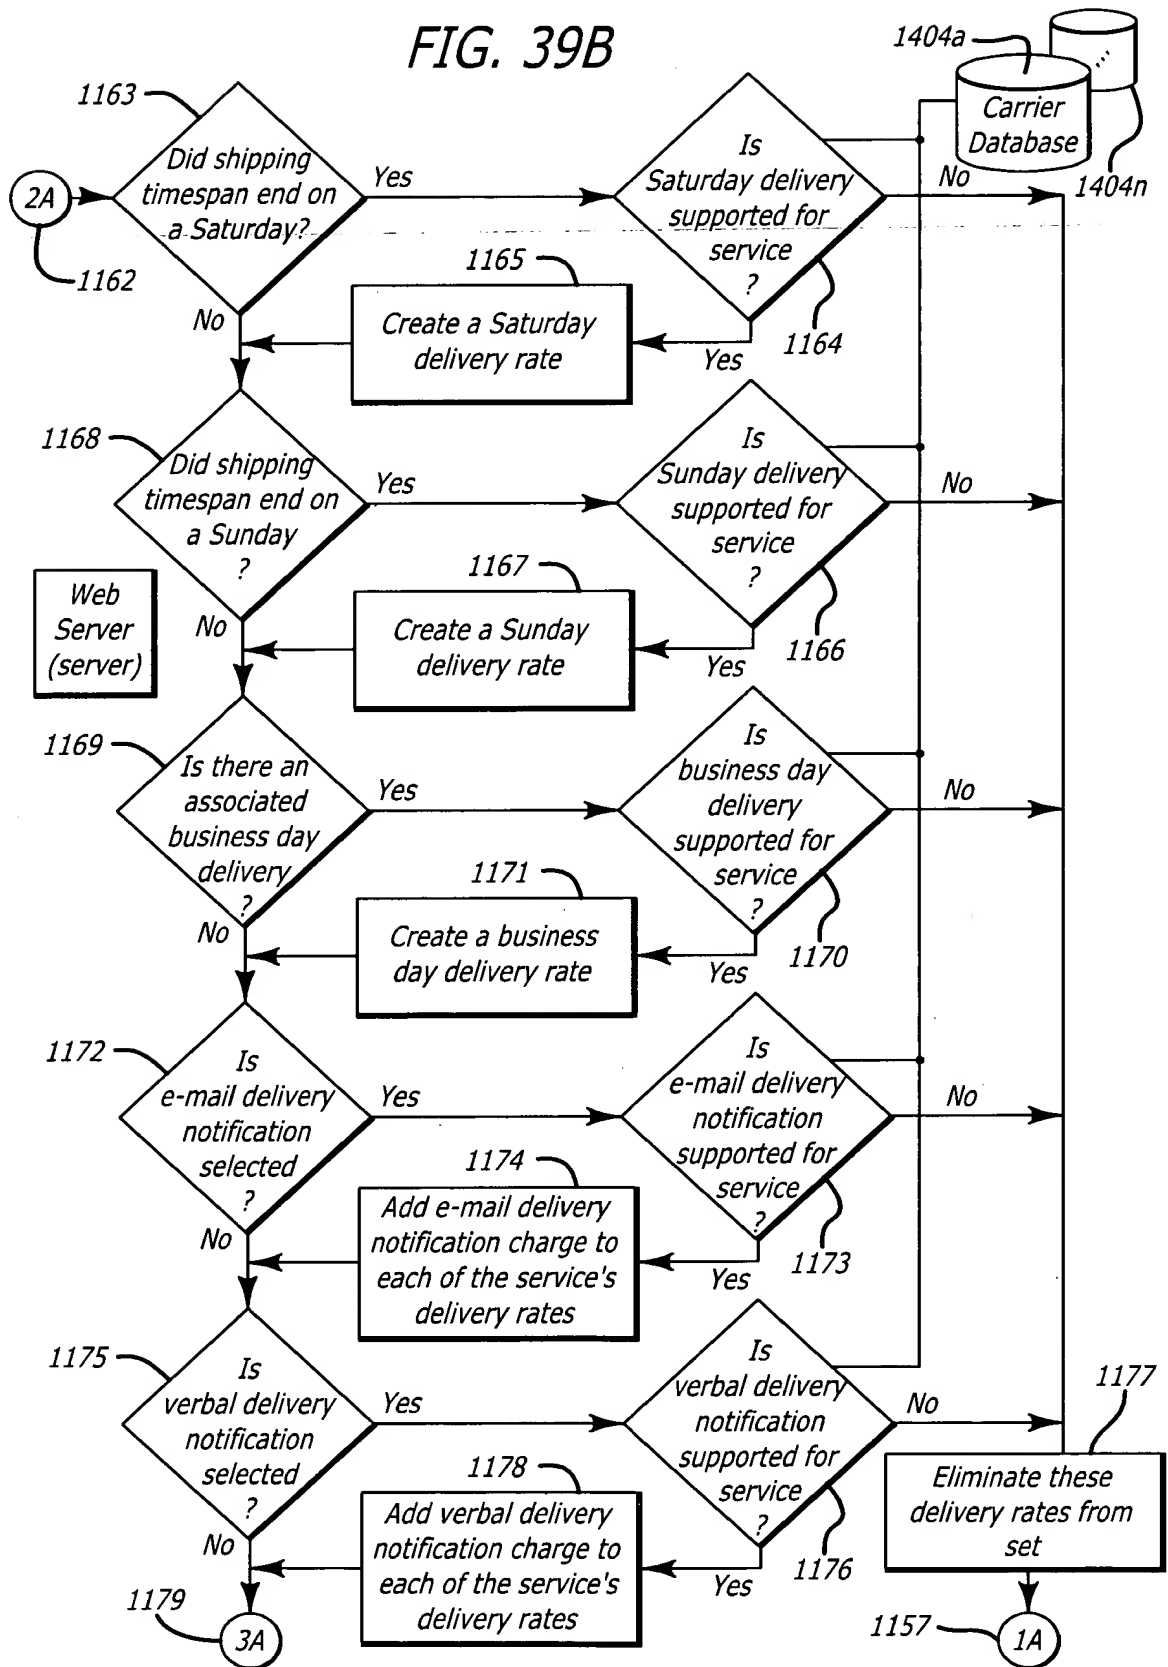 FIG. 39B
1404a
Carrier
Database
...
1404n
1163
Did shipping
timespan end on
a Saturday?
2A
1162
Yes
Is
Saturday delivery
supported for
service
?
No
1164
1165
Create a Saturday
delivery rate
No
Yes
1168
Did shipping
timespan end on
a Sunday
?
Yes
Is
Sunday delivery
supported for
service
?
No
1166
Web
Server
(server)
1167
Create a Sunday
delivery rate
No
Yes
1169
Is there an
associated
business day
delivery
?
Yes
Is
business day
delivery
supported for
service
?
No
1170
1171
Create a business
day delivery rate
No
Yes
1172
Is
e-mail delivery
notification
selected
?
Yes
Is
e-mail delivery
notification
supported for
service
?
No
1173
1174
Add e-mail delivery
notification charge to
each of the service's
delivery rates
No
Yes
1175
Is
verbal delivery
notification
selected
?
Yes
Is
verbal delivery
notification
supported for
service
?
No
1176
1177
Eliminate these
delivery rates from
set
1178
Add verbal delivery
notification charge to
each of the service's
delivery rates
No
Yes
1179
3A
1157
1A